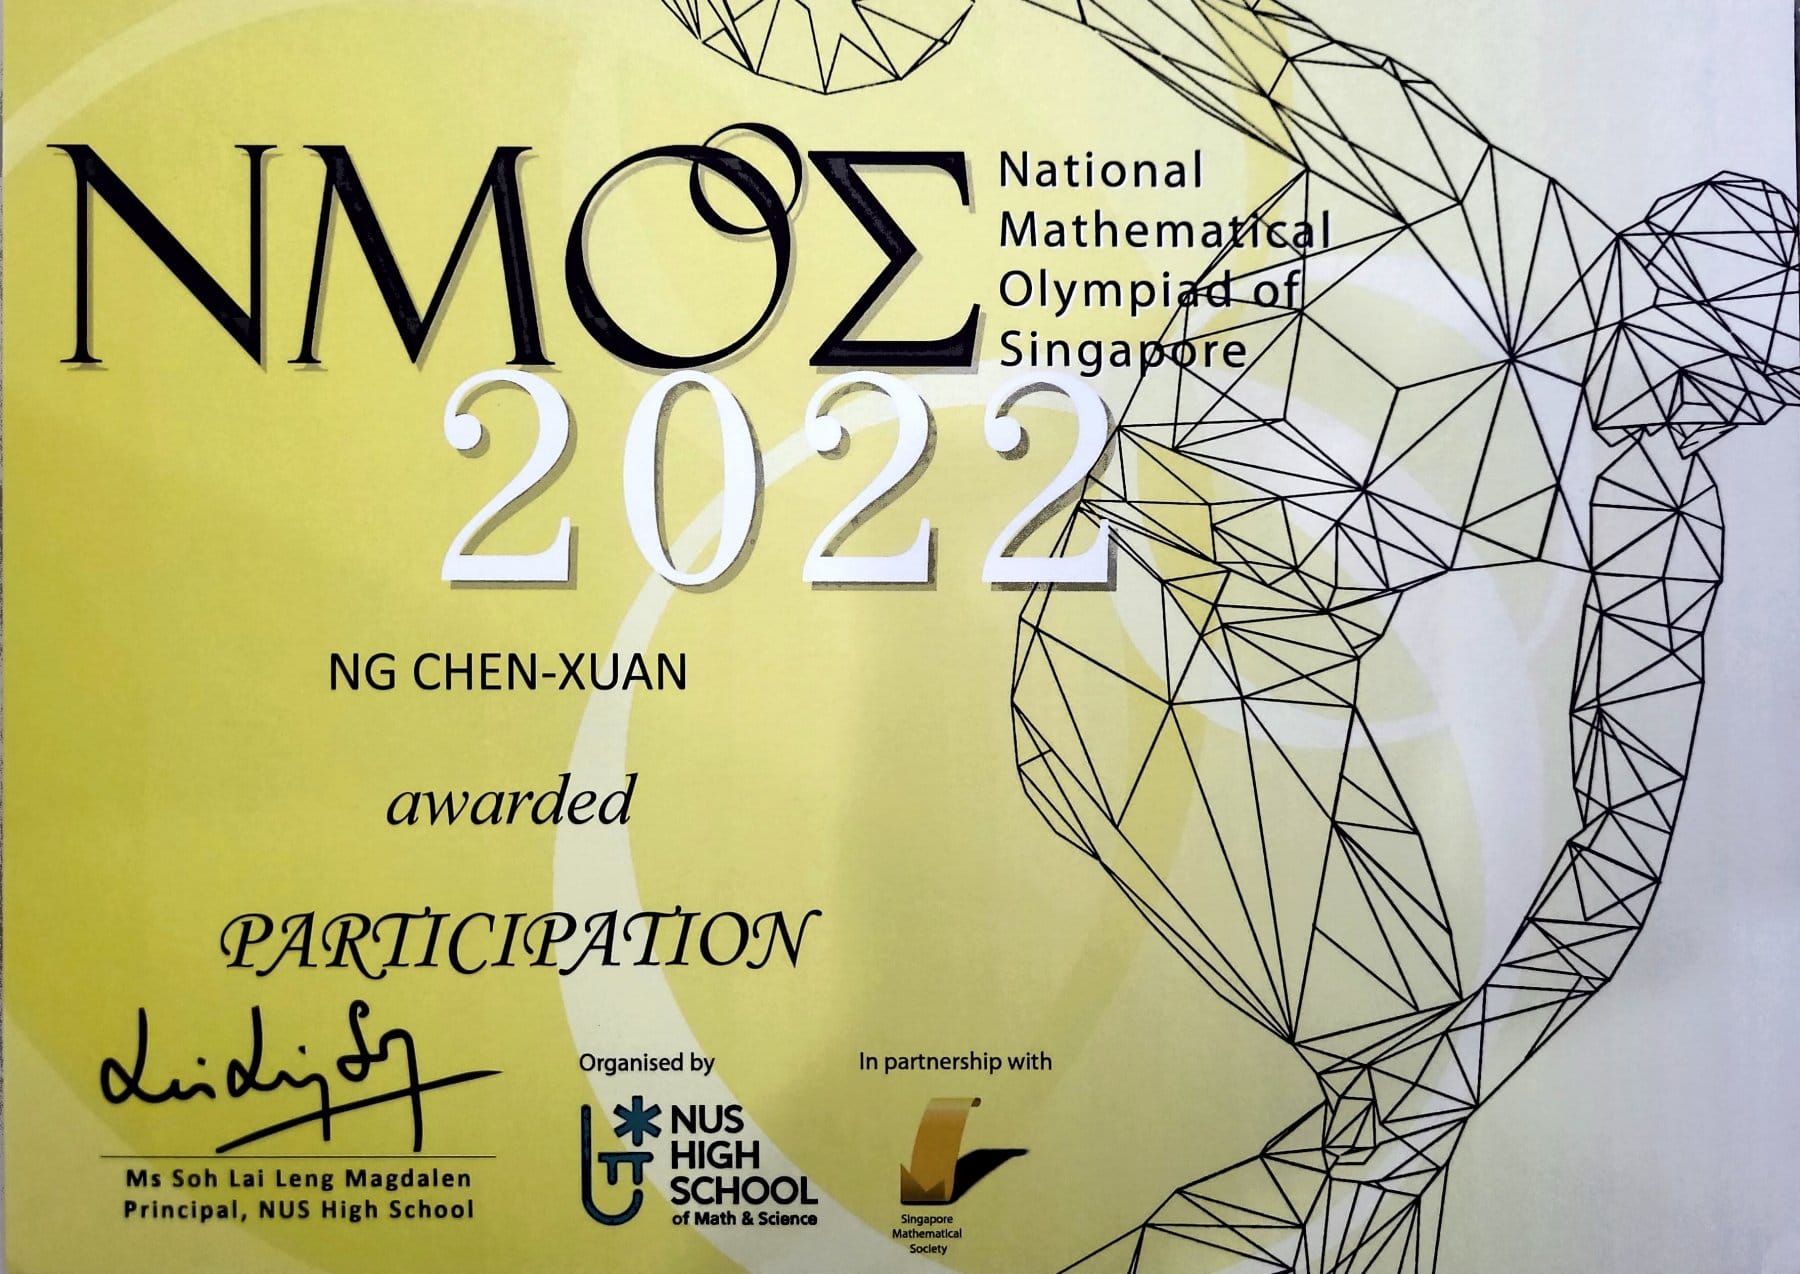 NMOΣ
National
Mathematical
Olympiad of
Singapore
2022
NG CHEN-XUAN
awarded
PARTICIPATION
Ms Soh Lai Leng Magdalen
Principal, NUS High School
Organised by
NUS
HIGH
SCHOOL
of Math & Science
In partnership with
Singapore
Mathematical
Society